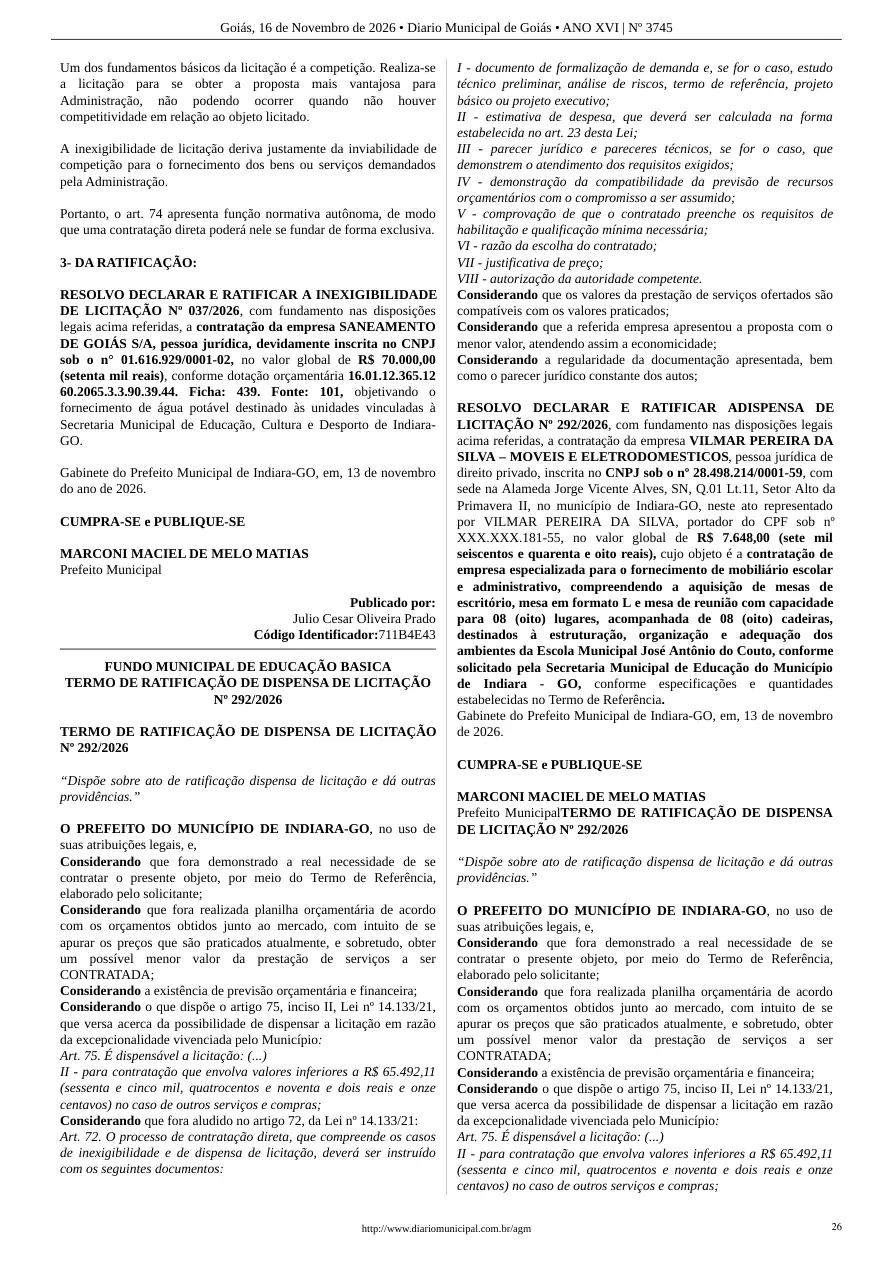 Goiás, 16 de Novembro de 2026 • Diario Municipal de Goiás • ANO XVI | Nº 3745
Um dos fundamentos básicos da licitação é a competição. Realiza-se
a licitação para se obter a proposta mais vantajosa para
Administração, não podendo ocorrer quando não houver
competitividade em relação ao objeto licitado.
A inexigibilidade de licitação deriva justamente da inviabilidade de
competição para o fornecimento dos bens ou serviços demandados
pela Administração.
Portanto, o art. 74 apresenta função normativa autônoma, de modo
que uma contratação direta poderá nele se fundar de forma exclusiva.
3- DA RATIFICAÇÃO:
RESOLVO DECLARAR E RATIFICAR A INEXIGIBILIDADE
DE LICITAÇÃO Nº 037/2026, com fundamento nas disposições
legais acima referidas, a contratação da empresa SANEAMENTO
DE GOIÁS S/A, pessoa jurídica, devidamente inscrita no CNPJ
sob o n° 01.616.929/0001-02, no valor global de R$ 70.000,00
(setenta mil reais), conforme dotação orçamentária 16.01.12.365.12
60.2065.3.3.90.39.44. Ficha: 439. Fonte: 101, objetivando o
fornecimento de água potável destinado às unidades vinculadas à
Secretaria Municipal de Educação, Cultura e Desporto de Indiara-
GO.
Gabinete do Prefeito Municipal de Indiara-GO, em, 13 de novembro
do ano de 2026.
CUMPRA-SE e PUBLIQUE-SE
MARCONI MACIEL DE MELO MATIAS
Prefeito Municipal
Publicado por:
Julio Cesar Oliveira Prado
Código Identificador:711B4E43
FUNDO MUNICIPAL DE EDUCAÇÃO BASICA
TERMO DE RATIFICAÇÃO DE DISPENSA DE LICITAÇÃO
Nº 292/2026
TERMO DE RATIFICAÇÃO DE DISPENSA DE LICITAÇÃO
Nº 292/2026
“Dispõe sobre ato de ratificação dispensa de licitação e dá outras
providências.”
O PREFEITO DO MUNICÍPIO DE INDIARA-GO, no uso de
suas atribuições legais, e,
Considerando que fora demonstrado a real necessidade de se
contratar o presente objeto, por meio do Termo de Referência,
elaborado pelo solicitante;
Considerando que fora realizada planilha orçamentária de acordo
com os orçamentos obtidos junto ao mercado, com intuito de se
apurar os preços que são praticados atualmente, e sobretudo, obter
um possível menor valor da prestação de serviços a ser
CONTRATADA;
Considerando a existência de previsão orçamentária e financeira;
Considerando o que dispõe o artigo 75, inciso II, Lei nº 14.133/21,
que versa acerca da possibilidade de dispensar a licitação em razão
da excepcionalidade vivenciada pelo Município:
Art. 75. É dispensável a licitação: (...)
II - para contratação que envolva valores inferiores a R$ 65.492,11
(sessenta e cinco mil, quatrocentos e noventa e dois reais e onze
centavos) no caso de outros serviços e compras;
Considerando que fora aludido no artigo 72, da Lei nº 14.133/21:
Art. 72. O processo de contratação direta, que compreende os casos
de inexigibilidade e de dispensa de licitação, deverá ser instruído
com os seguintes documentos:
I - documento de formalização de demanda e, se for o caso, estudo
técnico preliminar, análise de riscos, termo de referência, projeto
básico ou projeto executivo;
II - estimativa de despesa, que deverá ser calculada na forma
estabelecida no art. 23 desta Lei;
III - parecer jurídico e pareceres técnicos, se for o caso, que
demonstrem o atendimento dos requisitos exigidos;
IV - demonstração da compatibilidade da previsão de recursos
orçamentários com o compromisso a ser assumido;
V - comprovação de que o contratado preenche os requisitos de
habilitação e qualificação mínima necessária;
VI - razão da escolha do contratado;
VII - justificativa de preço;
VIII - autorização da autoridade competente.
Considerando que os valores da prestação de serviços ofertados são
compatíveis com os valores praticados;
Considerando que a referida empresa apresentou a proposta com o
menor valor, atendendo assim a economicidade;
Considerando a regularidade da documentação apresentada, bem
como o parecer jurídico constante dos autos;
RESOLVO DECLARAR E RATIFICAR ADISPENSA DE
LICITAÇÃO Nº 292/2026, com fundamento nas disposições legais
acima referidas, a contratação da empresa VILMAR PEREIRA DA
SILVA – MOVEIS E ELETRODOMESTICOS, pessoa jurídica de
direito privado, inscrita no CNPJ sob o nº 28.498.214/0001-59, com
sede na Alameda Jorge Vicente Alves, SN, Q.01 Lt.11, Setor Alto da
Primavera II, no município de Indiara-GO, neste ato representado
por VILMAR PEREIRA DA SILVA, portador do CPF sob nº
XXX.XXX.181-55, no valor global de R$ 7.648,00 (sete mil
seiscentos e quarenta e oito reais), cujo objeto é a contratação de
empresa especializada para o fornecimento de mobiliário escolar
e administrativo, compreendendo a aquisição de mesas de
escritório, mesa em formato L e mesa de reunião com capacidade
para 08 (oito) lugares, acompanhada de 08 (oito) cadeiras,
destinados à estruturação, organização e adequação dos
ambientes da Escola Municipal José Antônio do Couto, conforme
solicitado pela Secretaria Municipal de Educação do Município
de Indiara - GO, conforme especificações e quantidades
estabelecidas no Termo de Referência.
Gabinete do Prefeito Municipal de Indiara-GO, em, 13 de novembro
de 2026.
CUMPRA-SE e PUBLIQUE-SE
MARCONI MACIEL DE MELO MATIAS
Prefeito MunicipalTERMO DE RATIFICAÇÃO DE DISPENSA
DE LICITAÇÃO Nº 292/2026
“Dispõe sobre ato de ratificação dispensa de licitação e dá outras
providências.”
O PREFEITO DO MUNICÍPIO DE INDIARA-GO, no uso de
suas atribuições legais, e,
Considerando que fora demonstrado a real necessidade de se
contratar o presente objeto, por meio do Termo de Referência,
elaborado pelo solicitante;
Considerando que fora realizada planilha orçamentária de acordo
com os orçamentos obtidos junto ao mercado, com intuito de se
apurar os preços que são praticados atualmente, e sobretudo, obter
um possível menor valor da prestação de serviços a ser
CONTRATADA;
Considerando a existência de previsão orçamentária e financeira;
Considerando o que dispõe o artigo 75, inciso II, Lei nº 14.133/21,
que versa acerca da possibilidade de dispensar a licitação em razão
da excepcionalidade vivenciada pelo Município:
Art. 75. É dispensável a licitação: (...)
II - para contratação que envolva valores inferiores a R$ 65.492,11
(sessenta e cinco mil, quatrocentos e noventa e dois reais e onze
centavos) no caso de outros serviços e compras;
http://www.diariomunicipal.com.br/agm
26